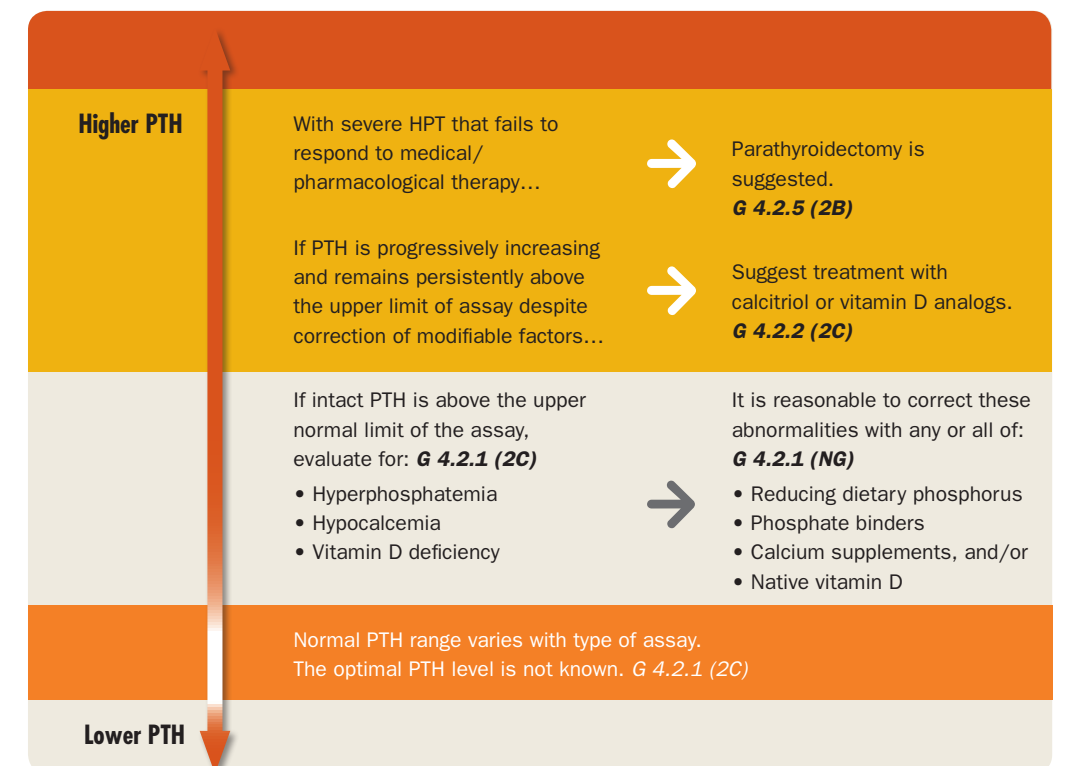 Higher PTH
With severe HPT that fails to
respond to medical/
pharmacological therapy…
Parathyroidectomy is
suggested.
G 4.2.5 (2B)
If PTH is progressively increasing
and remains persistently above
the upper limit of assay despite
correction of modifiable factors…
Suggest treatment with
calcitriol or vitamin D analogs.
G 4.2.2 (2C)
If intact PTH is above the upper
normal limit of the assay,
evaluate for: G 4.2.1 (2C)
• Hyperphosphatemia
• Hypocalcemia
• Vitamin D deficiency
It is reasonable to correct these
abnormalities with any or all of:
G 4.2.1 (NG)
• Reducing dietary phosphorus
• Phosphate binders
• Calcium supplements, and/or
• Native vitamin D
Normal PTH range varies with type of assay.
The optimal PTH level is not known. G 4.2.1 (2C)
Lower PTH